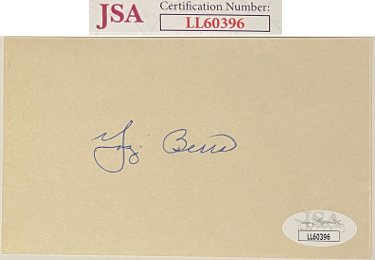 JSA Certification Number:
LL60396
Yogi Berra
JSA
LL60396